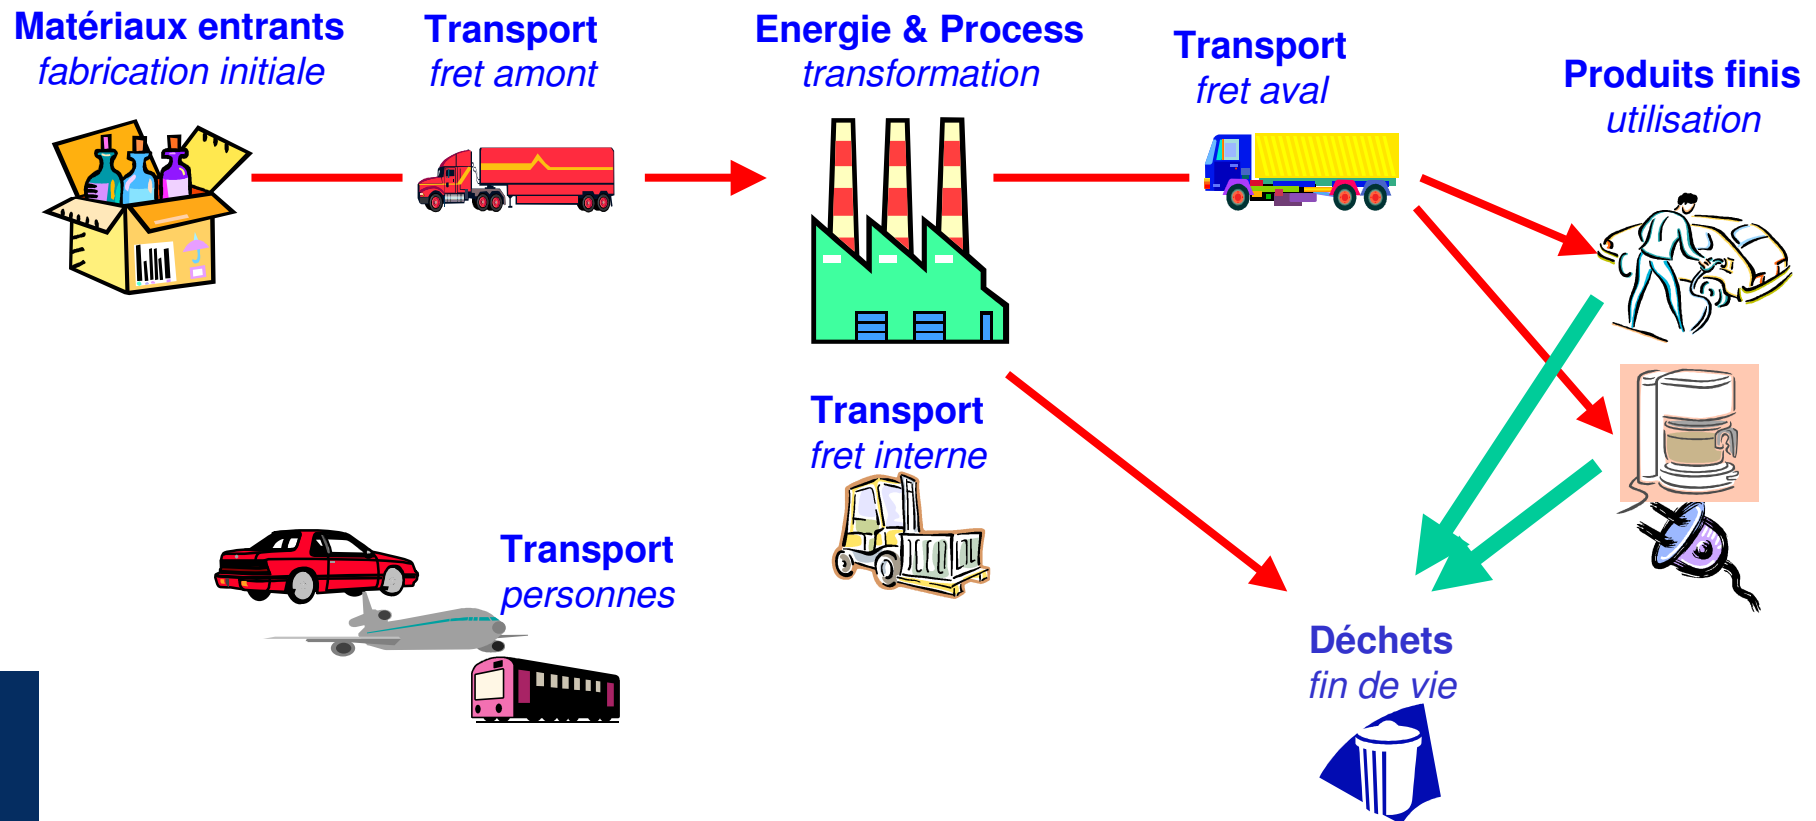 Matériaux entrants
fabrication initiale
Transport
fret amont
Energie & Process
transformation
Transport
fret aval
Produits finis
utilisation
Transport
fret interne
Transport
personnes
Déchets
fin de vie